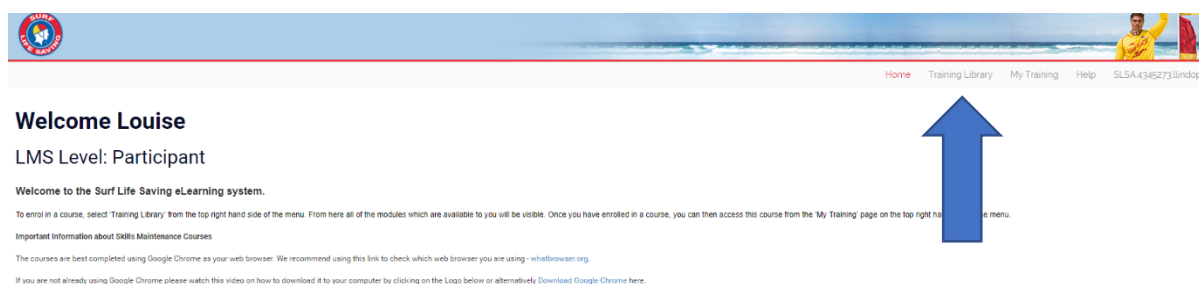 SURF
LIFE SAVING
Home Training Library My Training Help SLSA.4345273.llindop
Welcome Louise
LMS Level: Participant
Welcome to the Surf Life Saving eLearning system.
To enrol in a course, select 'Training Library' from the top right hand side of the menu. From here all of the modules which are available to you will be visible. Once you have enrolled in a course, you can then access this course from the 'My Training' page on the top right ha e menu.
Important Information about Skills Maintenance Courses
The courses are best completed using Google Chrome as your web browser. We recommend using this link to check which web browser you are using - whatbrowser.org.
If you are not already using Google Chrome please watch this video on how to download it to your computer by clicking on the Logo below or alternatively Download Google Chrome here.